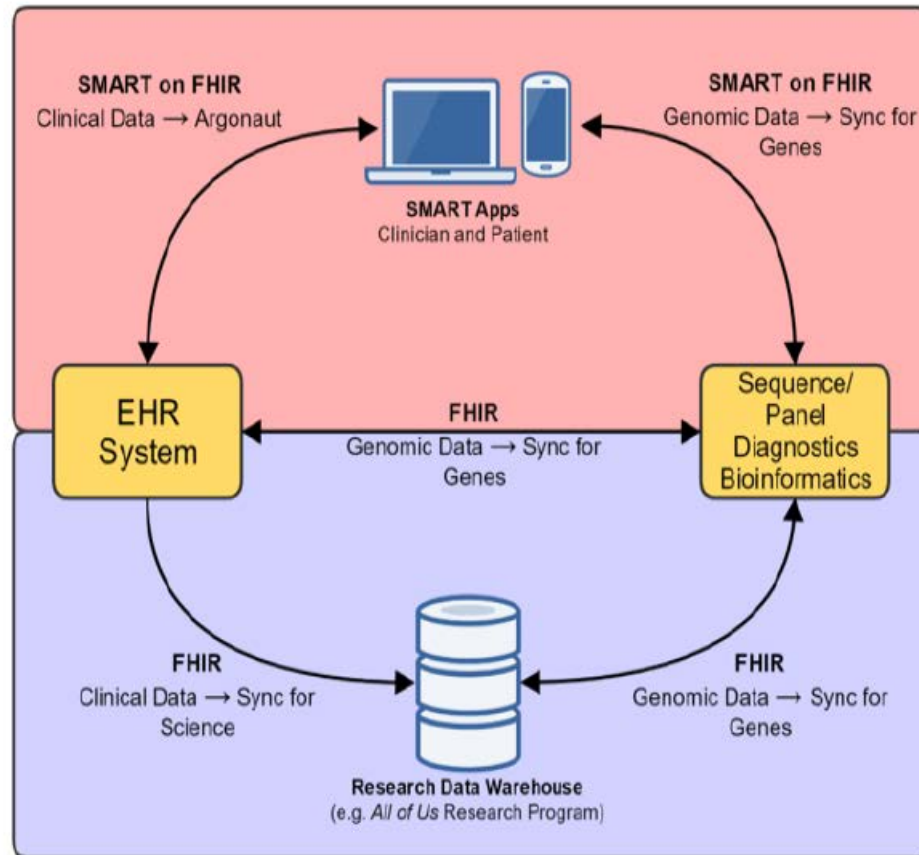 SMART on FHIR
Clinical Data → Argonaut
SMART on FHIR
Genomic Data → Sync for
Genes
SMART Apps
Clinician and Patient
EHR
System
FHIR
Genomic Data → Sync for
Genes
Sequence/
Panel
Diagnostics
Bioinformatics
FHIR
Clinical Data → Sync for
Science
FHIR
Genomic Data → Sync for
Genes
Research Data Warehouse
(e.g. All of Us Research Program)